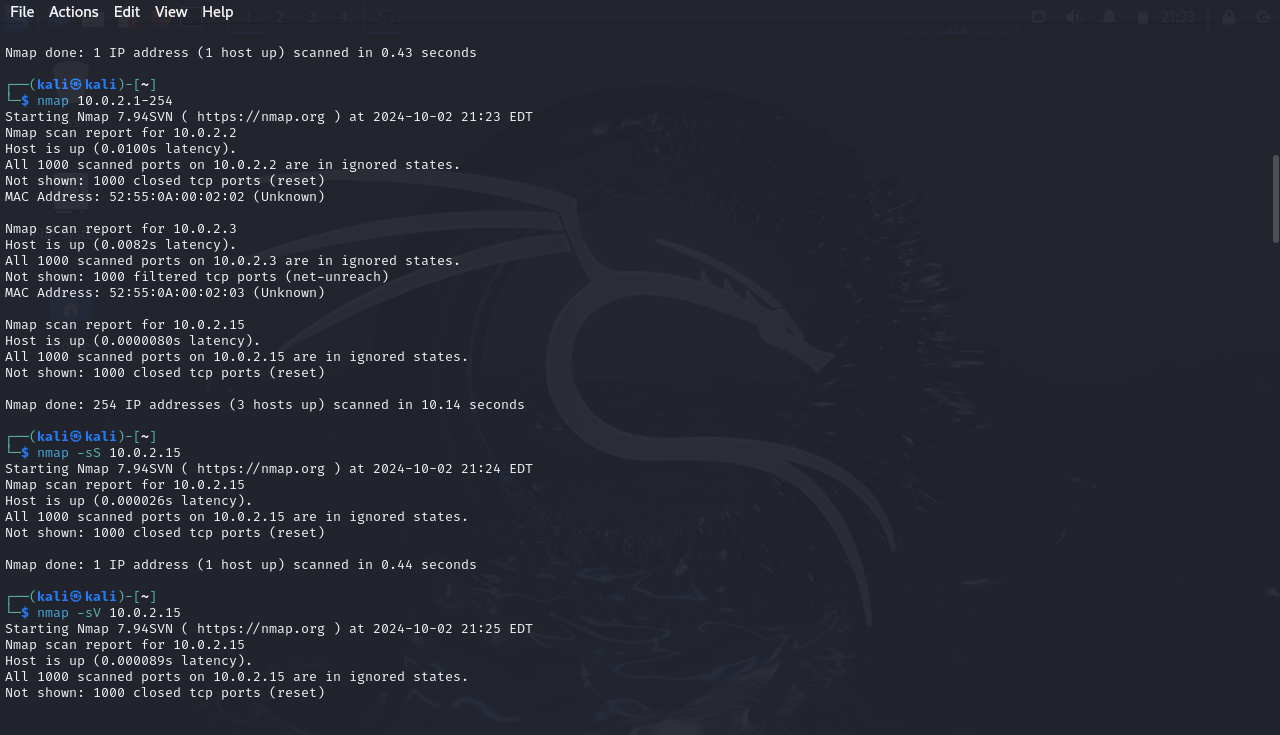 File Actions Edit View Help
1 2 3 4 21:33
Nmap done: 1 IP address (1 host up) scanned in 0.43 seconds
┌──(kali㉿kali)-[~]
└─$ nmap 10.0.2.1-254
Starting Nmap 7.94SVN ( https://nmap.org ) at 2024-10-02 21:23 EDT
Nmap scan report for 10.0.2.2
Host is up (0.0100s latency).
All 1000 scanned ports on 10.0.2.2 are in ignored states.
Not shown: 1000 closed tcp ports (reset)
MAC Address: 52:55:0A:00:02:02 (Unknown)
Nmap scan report for 10.0.2.3
Host is up (0.0082s latency).
All 1000 scanned ports on 10.0.2.3 are in ignored states.
Not shown: 1000 filtered tcp ports (net-unreach)
MAC Address: 52:55:0A:00:02:03 (Unknown)
Nmap scan report for 10.0.2.15
Host is up (0.0000080s latency).
All 1000 scanned ports on 10.0.2.15 are in ignored states.
Not shown: 1000 closed tcp ports (reset)
Nmap done: 254 IP addresses (3 hosts up) scanned in 10.14 seconds
┌──(kali㉿kali)-[~]
└─$ nmap -sS 10.0.2.15
Starting Nmap 7.94SVN ( https://nmap.org ) at 2024-10-02 21:24 EDT
Nmap scan report for 10.0.2.15
Host is up (0.000026s latency).
All 1000 scanned ports on 10.0.2.15 are in ignored states.
Not shown: 1000 closed tcp ports (reset)
Nmap done: 1 IP address (1 host up) scanned in 0.44 seconds
┌──(kali㉿kali)-[~]
└─$ nmap -sV 10.0.2.15
Starting Nmap 7.94SVN ( https://nmap.org ) at 2024-10-02 21:25 EDT
Nmap scan report for 10.0.2.15
Host is up (0.000089s latency).
All 1000 scanned ports on 10.0.2.15 are in ignored states.
Not shown: 1000 closed tcp ports (reset)